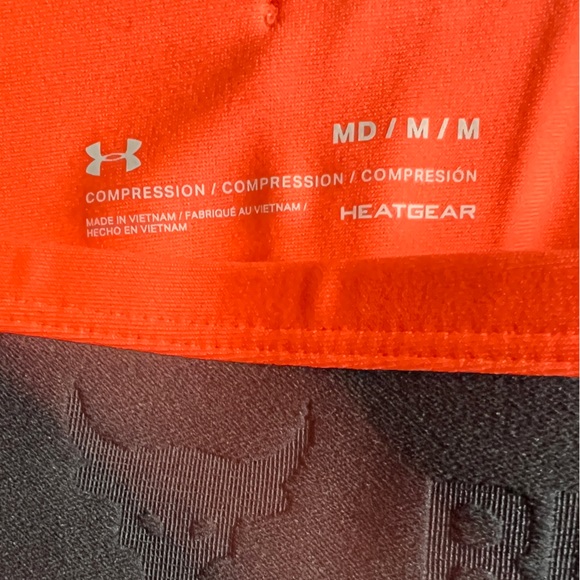 MD / M / M
COMPRESSION / COMPRESSION / COMPRESIÓN
MADE IN VIETNAM / FABRIQUÉ AU VIETNAM /
HECHO EN VIETNAM
HEATGEAR